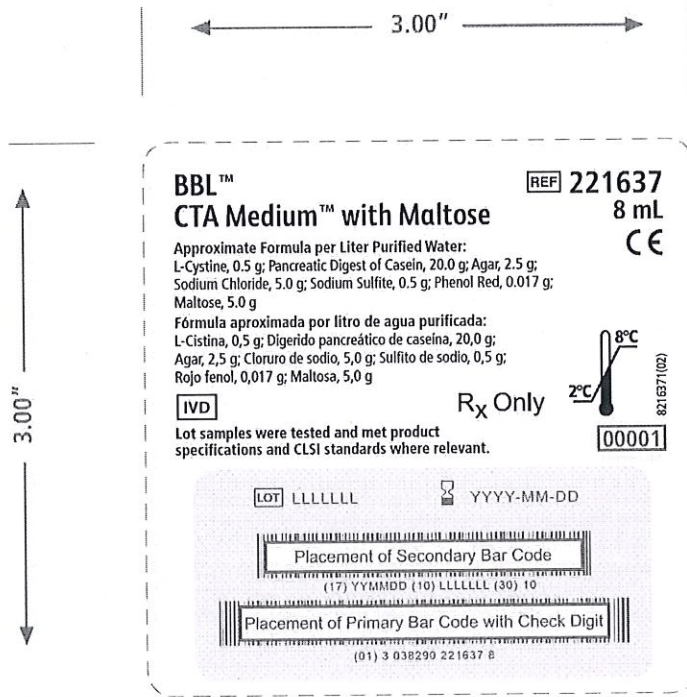 3.00"
3.00"
BBL™ REF 221637
CTA Medium™ with Maltose 8 mL
CE
Approximate Formula per Liter Purified Water:
L-Cystine, 0.5 g; Pancreatic Digest of Casein, 20.0 g; Agar, 2.5 g;
Sodium Chloride, 5.0 g; Sodium Sulfite, 0.5 g; Phenol Red, 0.017 g;
Maltose, 5.0 g
Fórmula aproximada por litro de agua purificada:
L-Cistina, 0,5 g; Digerido pancreático de caseína, 20,0 g;
Agar, 2,5 g; Cloruro de sodio, 5,0 g; Sulfito de sodio, 0,5 g;
Rojo fenol, 0,017 g; Maltosa, 5,0 g
8°C
2°C
8216371(02)
IVD Rx Only
00001
Lot samples were tested and met product
specifications and CLSI standards where relevant.
LOT LLLLLLL YYYY-MM-DD
Placement of Secondary Bar Code
(17) YYMMDD (10) LLLLLLL (30) 10
Placement of Primary Bar Code with Check Digit
(01) 3 038290 221637 8